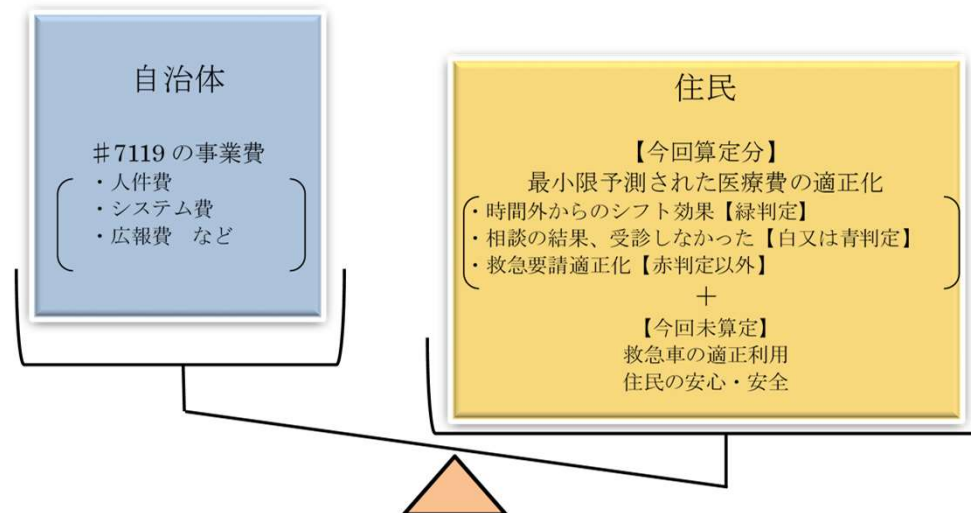 自治体
♯7119の事業費
・人件費
・システム費
・広報費 など
住民
【今回算定分】
最小限予測された医療費の適正化
・時間外からのシフト効果【緑判定】
・相談の結果、受診しなかった【白又は青判定】
・救急要請適正化【赤判定以外】
＋
【今回未算定】
救急車の適正利用
住民の安心・安全